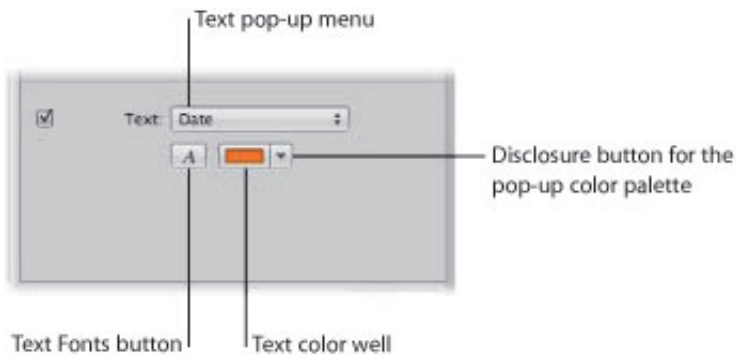 Text pop-up menu
Text: Date
A
Disclosure button for the
pop-up color palette
Text Fonts button
Text color well